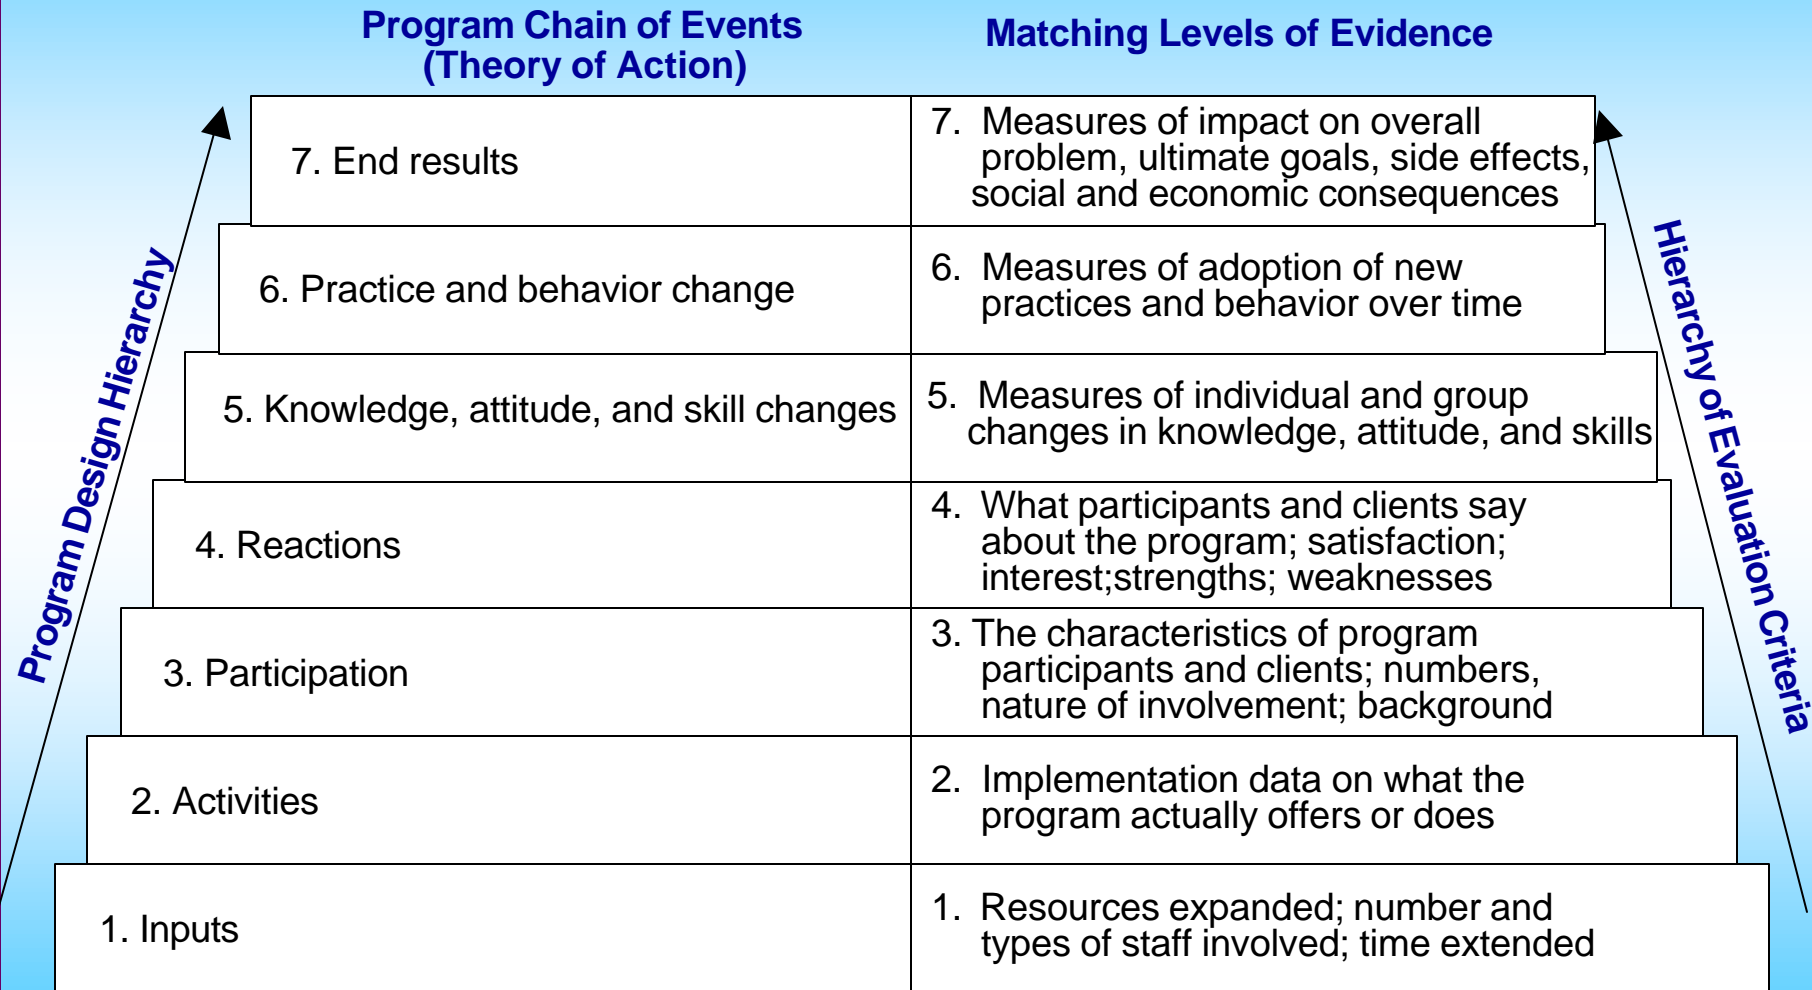 Program Chain of Events
(Theory of Action)
Matching Levels of Evidence
7. End results
7. Measures of impact on overall
problem, ultimate goals, side effects,
social and economic consequences
6. Practice and behavior change
6. Measures of adoption of new
practices and behavior over time
5. Knowledge, attitude, and skill changes
5. Measures of individual and group
changes in knowledge, attitude, and skills
4. Reactions
4. What participants and clients say
about the program; satisfaction;
interest;strengths; weaknesses
3. Participation
3. The characteristics of program
participants and clients; numbers,
nature of involvement; background
2. Activities
2. Implementation data on what the
program actually offers or does
1. Inputs
1. Resources expanded; number and
types of staff involved; time extended
Program Design Hierarchy
Hierarchy of Evaluation Criteria